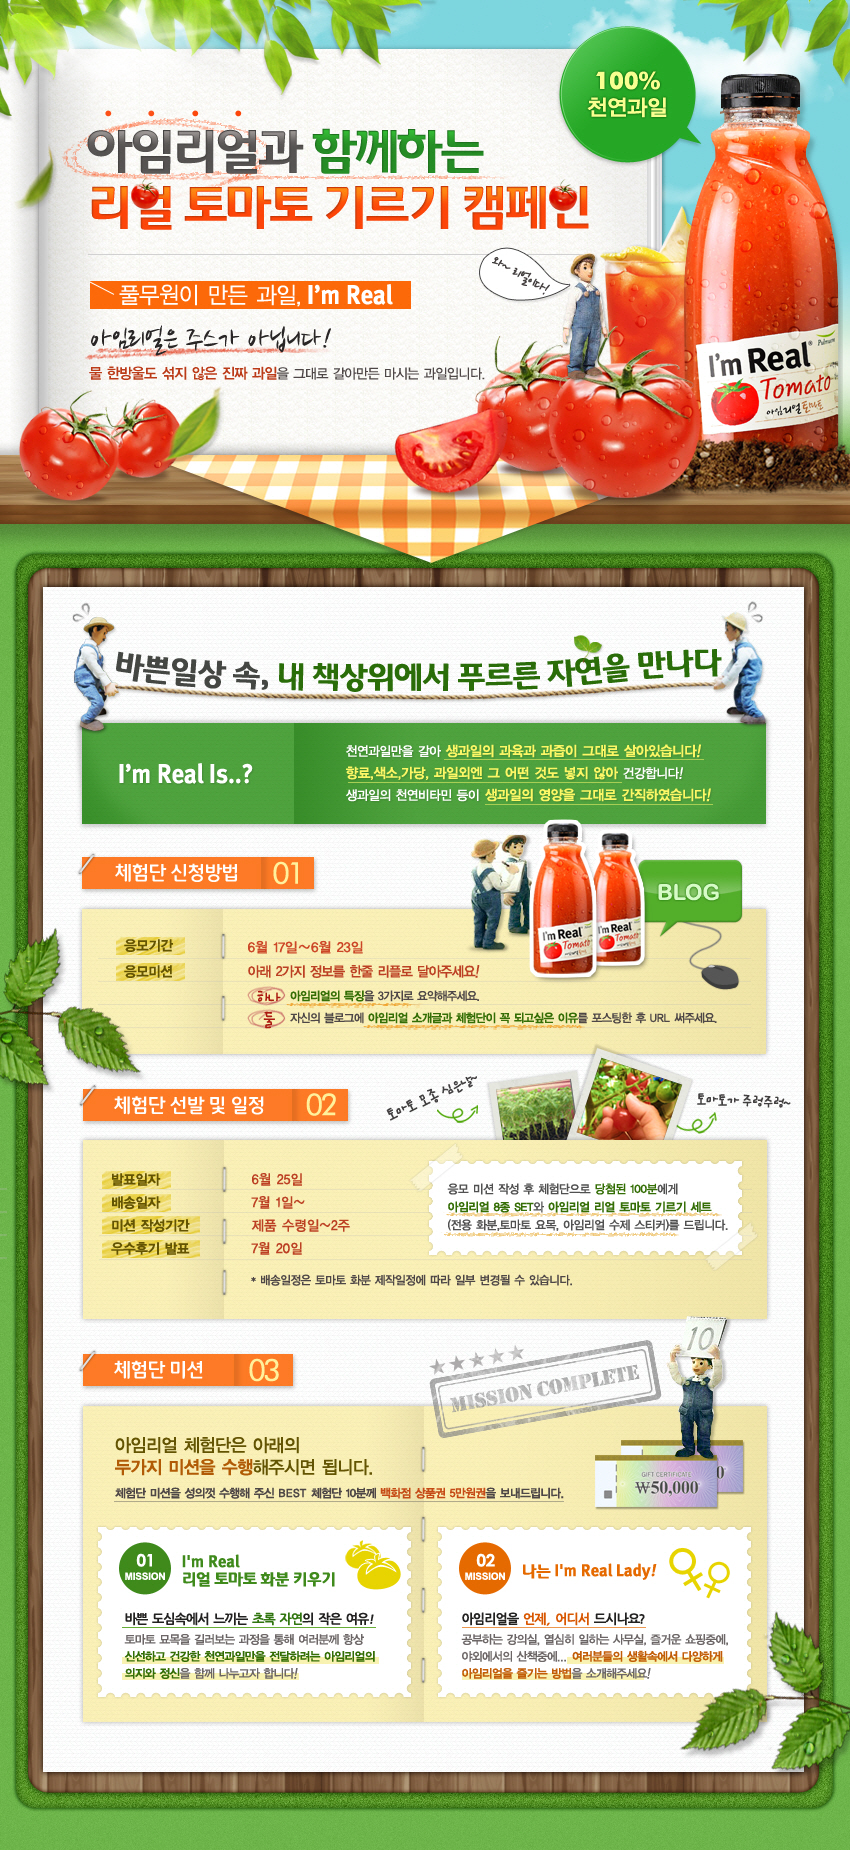 100%
천연과일
아임리얼과 함께하는
리얼 토마토 기르기 캠페인
와~ 리얼이다!
풀무원이 만든 과일, I'm Real
아임리얼은 주스가 아닙니다!
물 한방울도 섞지 않은 진짜 과일을 그대로 갈아만든 마시는 과일입니다.
Pulmuone
I'm Real®
Tomato
아임리얼 토마토
바쁜일상 속, 내 책상위에서 푸르른 자연을 만나다
I'm Real Is..?
천연과일만을 갈아 생과일의 과육과 과즙이 그대로 살아있습니다!
향료,색소,가당, 과일외엔 그 어떤 것도 넣지 않아 건강합니다!
생과일의 천연비타민 등이 생과일의 영양을 그대로 간직하였습니다!
체험단 신청방법 01
BLOG
I'm Real
Tomato
I'm Real
Tomato
응모기간 6월 17일~6월 23일
응모미션 아래 2가지 정보를 한줄 리플로 달아주세요!
하나 아임리얼의 특징을 3가지로 요약해주세요.
둘 자신의 블로그에 아임리얼 소개글과 체험단이 꼭 되고싶은 이유를 포스팅한 후 URL 써주세요.
체험단 선발 및 일정 02
토마토 모종 심은날~
토마토가 주렁주렁~
발표일자 6월 25일
배송일자 7월 1일~
미션 작성기간 제품 수령일~2주
우수후기 발표 7월 20일
응모 미션 작성 후 체험단으로 당첨된 100분에게
아임리얼 8종 SET와 아임리얼 리얼 토마토 기르기 세트
(전용 화분,토마토 묘목, 아임리얼 수제 스티커)를 드립니다.
* 배송일정은 토마토 화분 제작일정에 따라 일부 변경될 수 있습니다.
체험단 미션 03
MISSION COMPLETE
10
아임리얼 체험단은 아래의
두가지 미션을 수행해주시면 됩니다.
체험단 미션을 성의껏 수행해 주신 BEST 체험단 10분께 백화점 상품권 5만원권을 보내드립니다.
GIFT CERTIFICATE
₩50,000
01
MISSION
I'm Real
리얼 토마토 화분 키우기
바쁜 도심속에서 느끼는 초록 자연의 작은 여유!
토마토 묘목을 길러보는 과정을 통해 여러분께 항상
신선하고 건강한 천연과일만을 전달하려는 아임리얼의
의지와 정신을 함께 나누고자 합니다!
02
MISSION
나는 I'm Real Lady!
아임리얼을 언제, 어디서 드시나요?
공부하는 강의실, 열심히 일하는 사무실, 즐거운 쇼핑중에,
야외에서의 산책중에... 여러분들의 생활속에서 다양하게
아임리얼을 즐기는 방법을 소개해주세요!